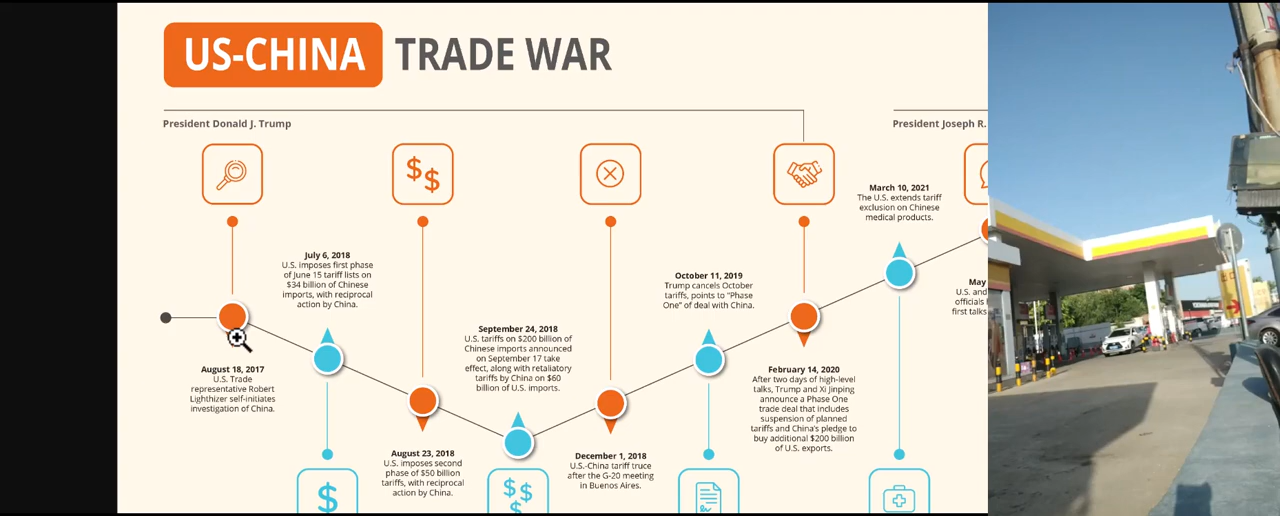 US-CHINA TRADE WAR
President Donald J. Trump
President Joseph R.
$$
March 10, 2021
The U.S. extends tariff
exclusion on Chinese
medical products.
July 6, 2018
U.S. imposes first phase
of June 15 tariff lists on
$34 billion of Chinese
imports, with reciprocal
action by China.
October 11, 2019
Trump cancels October
tariffs, points to “Phase
One” of deal with China.
May
U.S. and
officials
first talks
September 24, 2018
U.S. tariffs on $200 billion of
Chinese imports announced
on September 17 take
effect, along with retaliatory
tariffs by China on $60
billion of U.S. imports.
August 18, 2017
U.S. Trade
representative Robert
Lighthizer self-initiates
investigation of China.
February 14, 2020
After two days of high-level
talks, Trump and Xi Jinping
announce a Phase One
trade deal that includes
suspension of planned
tariffs and China's pledge to
buy additional $200 billion
of U.S. exports.
August 23, 2018
U.S. imposes second
phase of $50 billion
tariffs, with reciprocal
action by China.
December 1, 2018
U.S.-China tariff truce
after the G-20 meeting
in Buenos Aires.
$
$$$